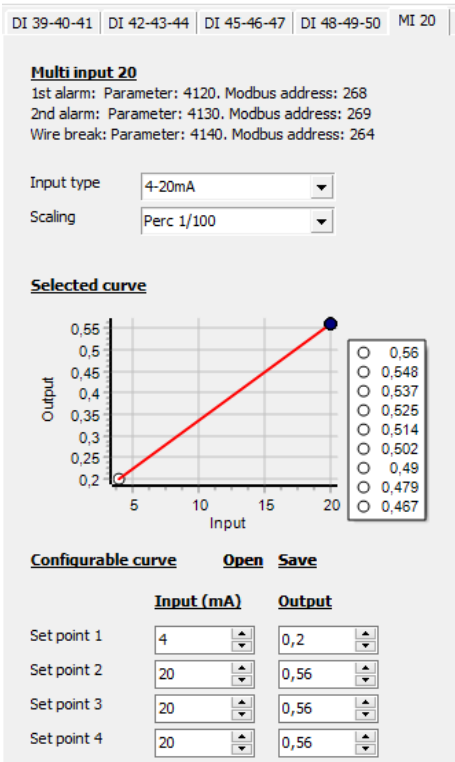 DI 39-40-41 DI 42-43-44 DI 45-46-47 DI 48-49-50 MI 20
Multi input 20
1st alarm: Parameter: 4120. Modbus address: 268
2nd alarm: Parameter: 4130. Modbus address: 269
Wire break: Parameter: 4140. Modbus address: 264
Input type 4-20mA
Scaling Perc 1/100
Selected curve
0,55
0,5
0,45
0,4
0,35
0,3
0,25
0,2
Output
5 10 15 20
Input
0,56
0,548
0,537
0,525
0,514
0,502
0,49
0,479
0,467
Configurable curve Open Save
Input (mA) Output
Set point 1 4 0,2
Set point 2 20 0,56
Set point 3 20 0,56
Set point 4 20 0,56